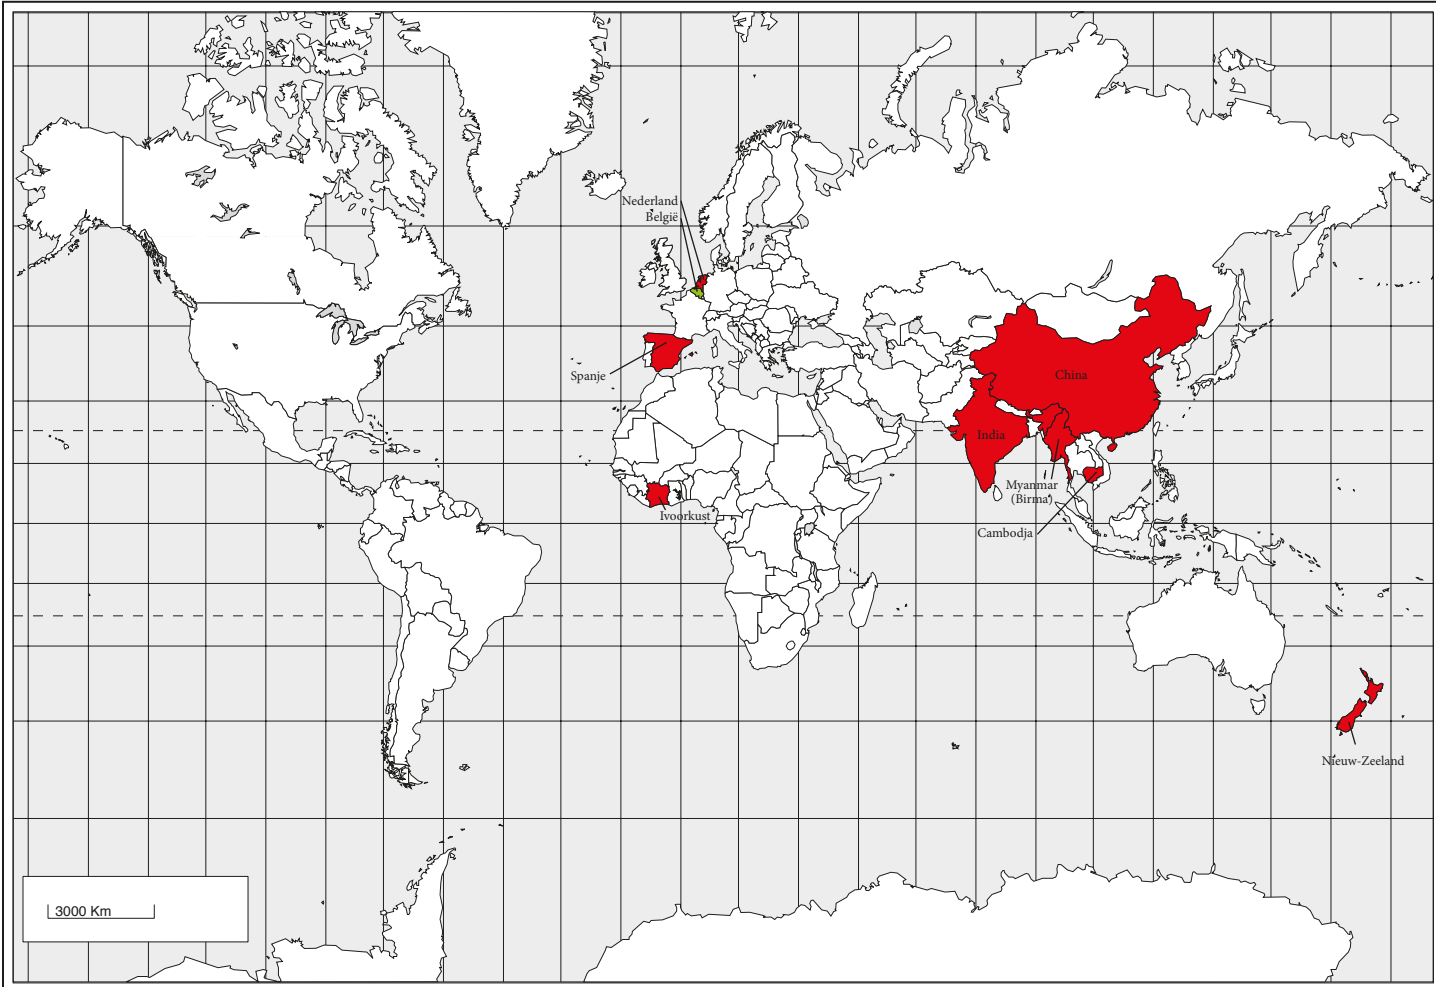 Nederland
België
Spanje
China
India
Myanmar
(Birma)
Ivoorkust
Cambodja
Nieuw-Zeeland
3000 Km